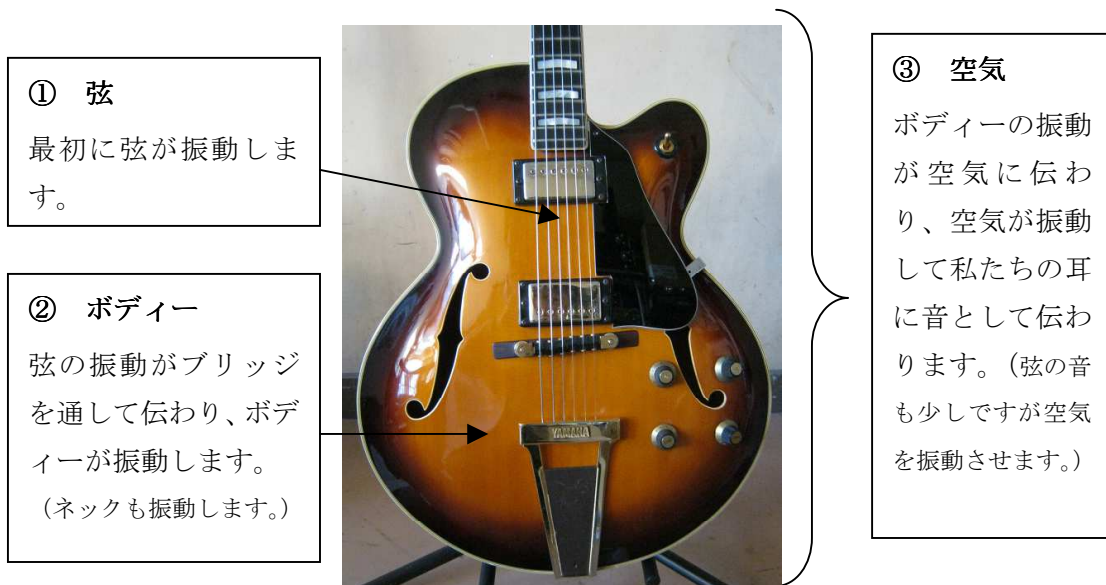 ① 弦
最初に弦が振動しま
す。
② ボディー
弦の振動がブリッジ
を通して伝わり、ボデ
ィーが振動します。
（ネックも振動します。）
YAMAHA
③ 空気
ボディーの振動
が空気に伝わ
り、空気が振動
して私たちの耳
に音として伝わ
ります。（弦の音
も少しですが空気
を振動させます。）